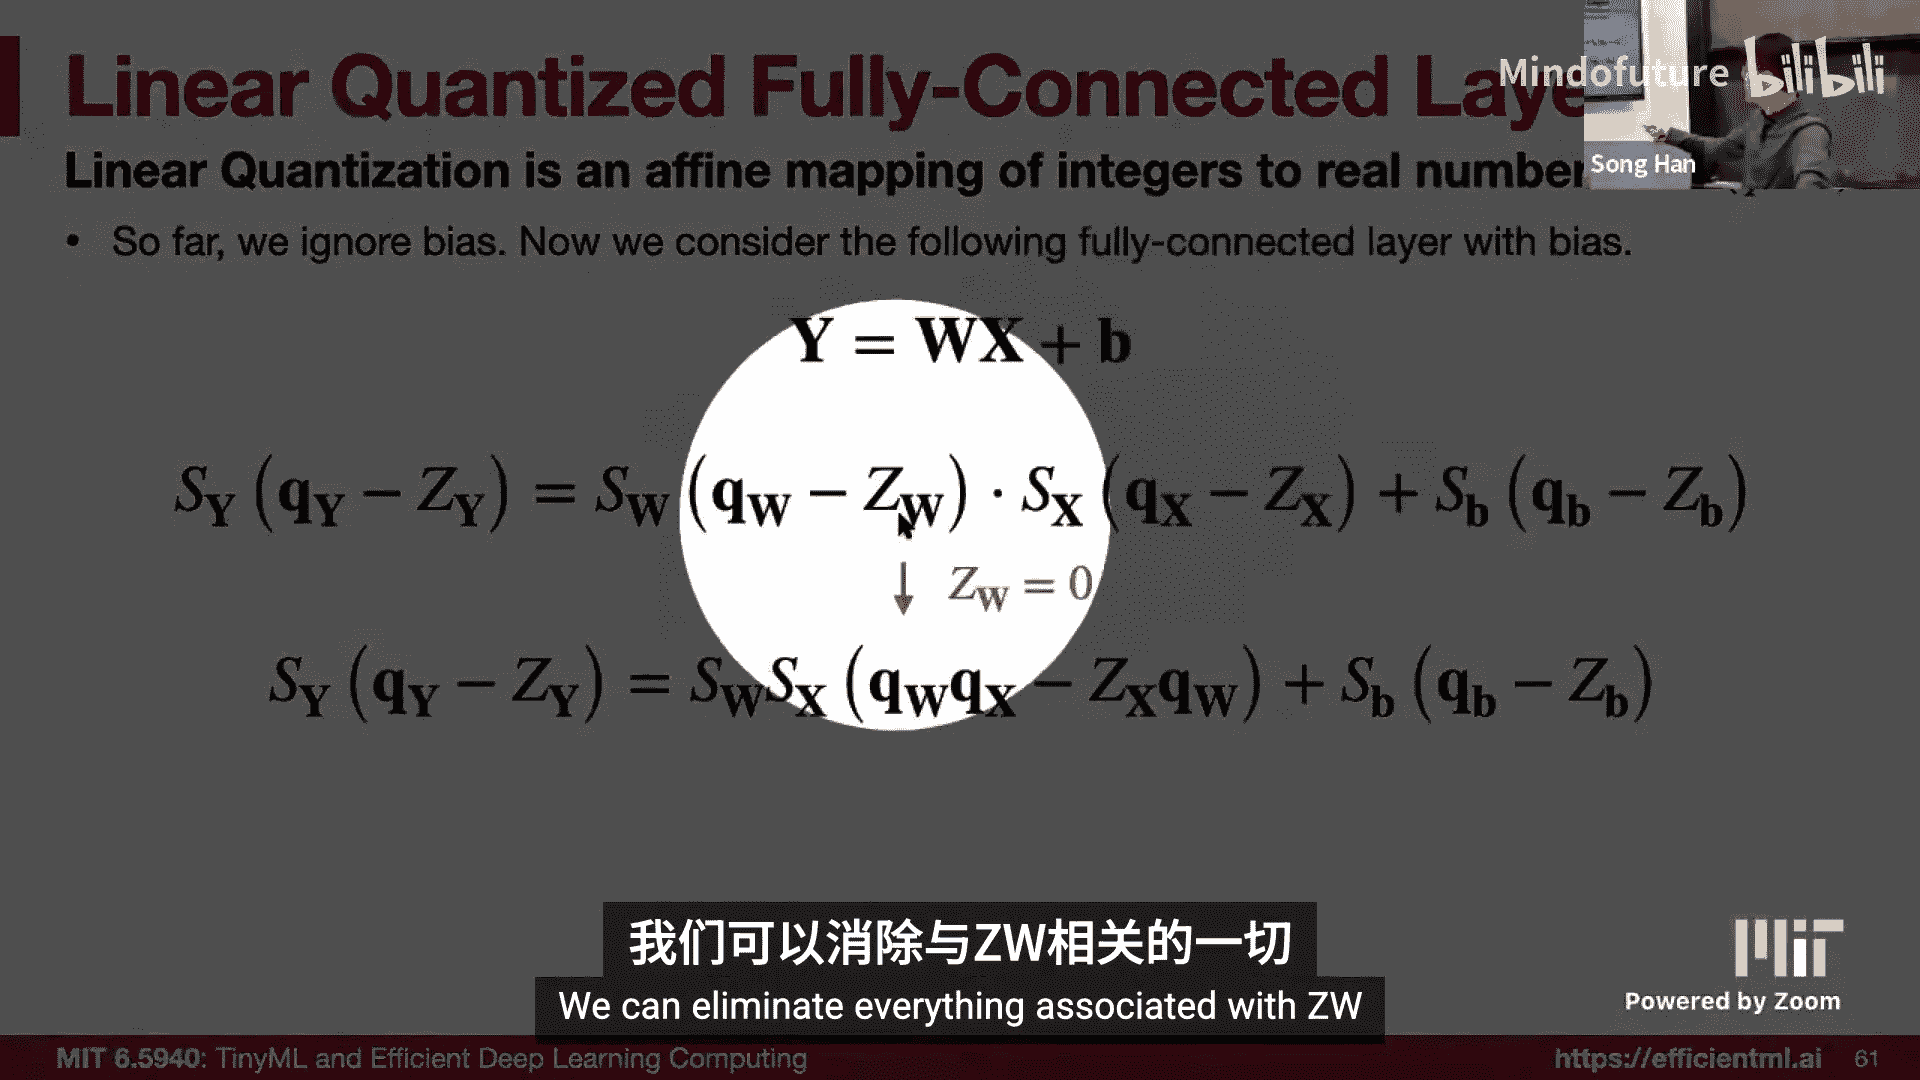 Linear Quantized Fully-Connected Laye
Mindofuture bilibili
Song Han
Linear Quantization is an affine mapping of integers to real number
• So far, we ignore bias. Now we consider the following fully-connected layer with bias.
Y = WX + b
S_Y (q_Y − Z_Y) = S_W (q_W − Z_W) · S_X (q_X − Z_X) + S_b (q_b − Z_b)
↓ Z_W = 0
S_Y (q_Y − Z_Y) = S_W S_X (q_W q_X − Z_X q_W) + S_b (q_b − Z_b)
我们可以消除与ZW相关的一切
We can eliminate everything associated with ZW
MIT
Powered by Zoom
MIT 6.5940: TinyML and Efficient Deep Learning Computing
https://efficientml.ai 61